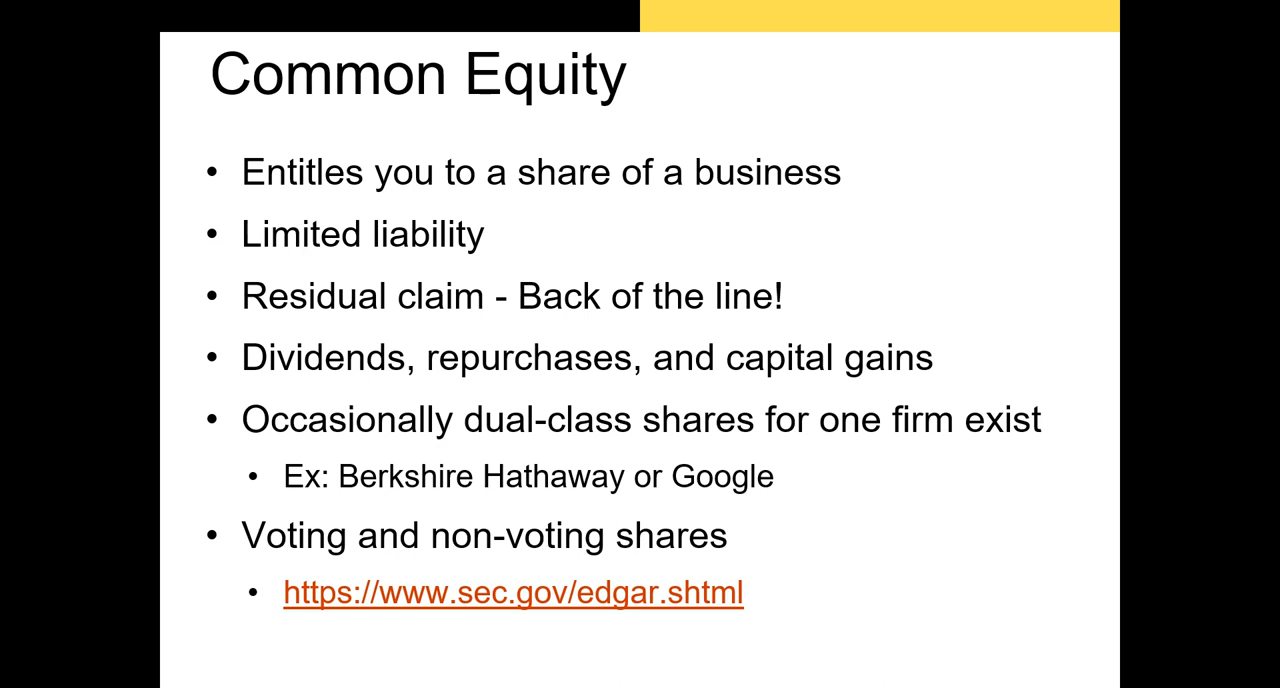 Common Equity
• Entitles you to a share of a business
• Limited liability
• Residual claim - Back of the line!
• Dividends, repurchases, and capital gains
• Occasionally dual-class shares for one firm exist
• Ex: Berkshire Hathaway or Google
• Voting and non-voting shares
• https://www.sec.gov/edgar.shtml